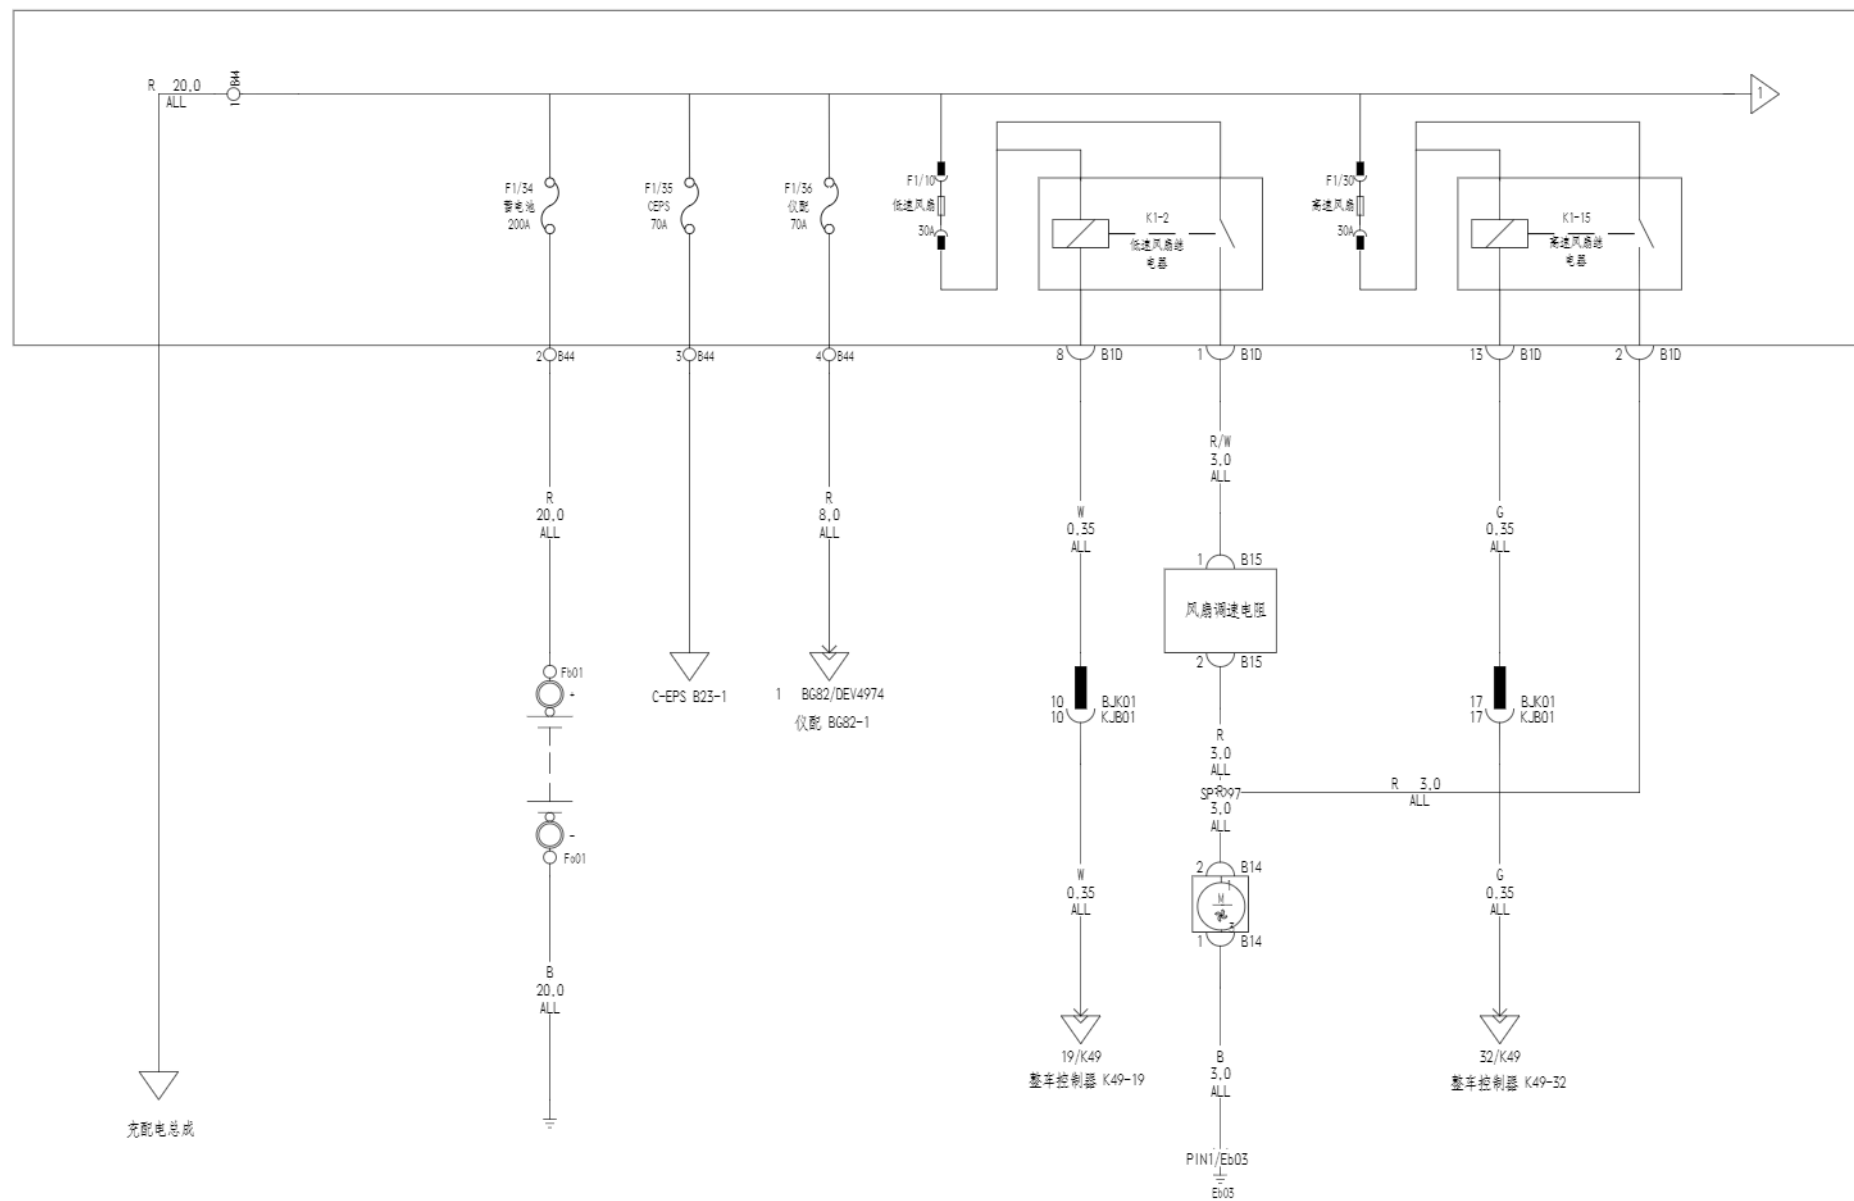 R 20.0
ALL
1 B44
1
F1/34
蓄电池
200A
F1/35
CEPS
70A
F1/36
仪配
70A
F1/10
低速风扇
30A
K1-2
低速风扇继
电器
F1/30
高速风扇
30A
K1-15
高速风扇继
电器
2 B44
3 B44
4 B44
8 B1D
1 B1D
13 B1D
2 B1D
R/W
3.0
ALL
R
20.0
ALL
R
8.0
ALL
W
0.35
ALL
G
0.35
ALL
1 B15
风扇调速电阻
2 B15
Fb01
+
C-EPS B23-1
1 BG82/DEV4974
仪配 BG82-1
10 BJK01
10 KJB01
17 BJK01
17 KJB01
R
3.0
ALL
R 3.0
ALL
R
3.0
ALL
-
Fa01
2 B14
1
M
2
1 B14
W
0.35
ALL
G
0.35
ALL
B
20.0
ALL
19/K49
整车控制器 K49-19
B
3.0
ALL
32/K49
整车控制器 K49-32
充配电总成
PIN1/Eb03
Eb03